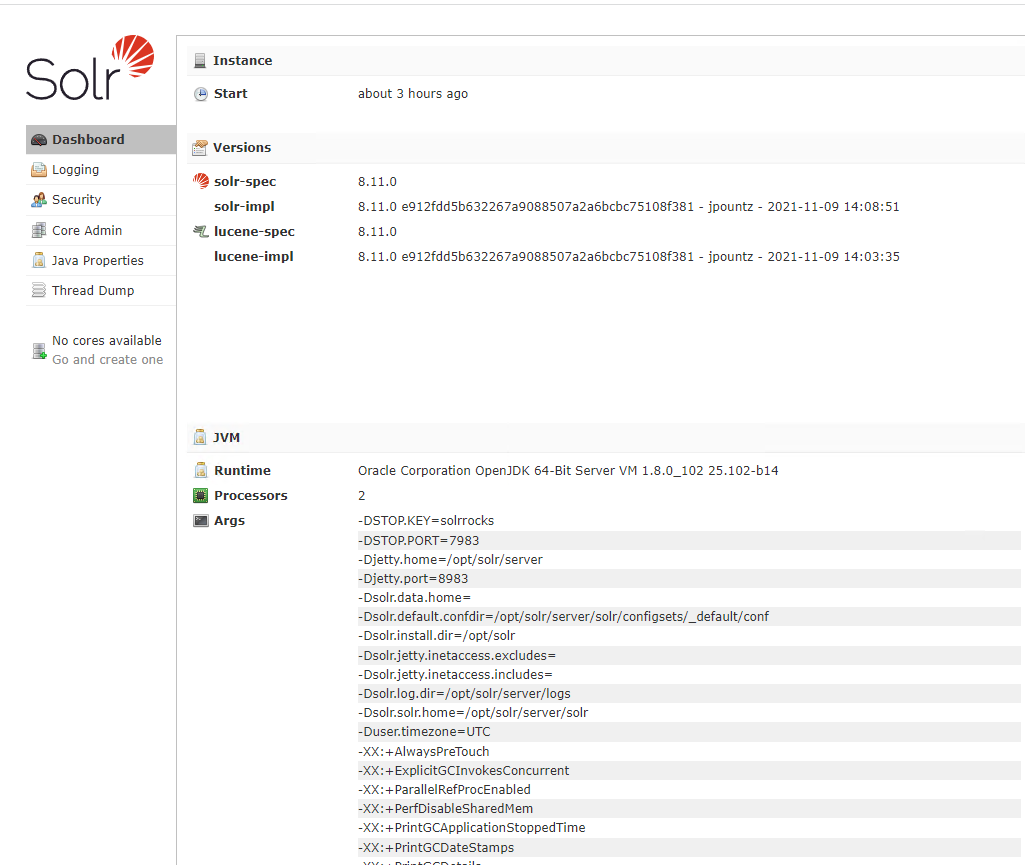 Solr
Dashboard
Logging
Security
Core Admin
Java Properties
Thread Dump
No cores available
Go and create one
Instance
Start about 3 hours ago
Versions
solr-spec 8.11.0
solr-impl 8.11.0 e912fdd5b632267a9088507a2a6bcbc75108f381 - jpountz - 2021-11-09 14:08:51
lucene-spec 8.11.0
lucene-impl 8.11.0 e912fdd5b632267a9088507a2a6bcbc75108f381 - jpountz - 2021-11-09 14:03:35
JVM
Runtime Oracle Corporation OpenJDK 64-Bit Server VM 1.8.0_102 25.102-b14
Processors 2
Args -DSTOP.KEY=solrrocks
-DSTOP.PORT=7983
-Djetty.home=/opt/solr/server
-Djetty.port=8983
-Dsolr.data.home=
-Dsolr.default.confdir=/opt/solr/server/solr/configsets/_default/conf
-Dsolr.install.dir=/opt/solr
-Dsolr.jetty.inetaccess.excludes=
-Dsolr.jetty.inetaccess.includes=
-Dsolr.log.dir=/opt/solr/server/logs
-Dsolr.solr.home=/opt/solr/server/solr
-Duser.timezone=UTC
-XX:+AlwaysPreTouch
-XX:+ExplicitGCInvokesConcurrent
-XX:+ParallelRefProcEnabled
-XX:+PerfDisableSharedMem
-XX:+PrintGCApplicationStoppedTime
-XX:+PrintGCDateStamps
-XX:+PrintGCDetails